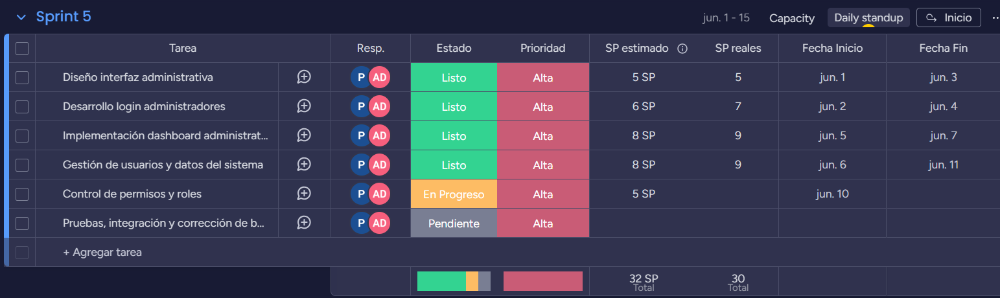 Sprint 5 jun. 1 - 15 Capacity Daily standup Inicio
Tarea Resp. Estado Prioridad SP estimado SP reales Fecha Inicio Fecha Fin
Diseño interfaz administrativa P AD Listo Alta 5 SP 5 jun. 1 jun. 3
Desarrollo login administradores P AD Listo Alta 6 SP 7 jun. 2 jun. 4
Implementación dashboard administrat... P AD Listo Alta 8 SP 9 jun. 5 jun. 7
Gestión de usuarios y datos del sistema P AD Listo Alta 8 SP 9 jun. 6 jun. 11
Control de permisos y roles P AD En Progreso Alta 5 SP jun. 10
Pruebas, integración y corrección de b... P AD Pendiente Alta
+ Agregar tarea
32 SP 30
Total Total